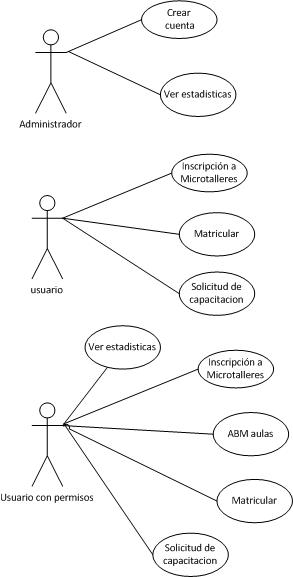 Crear
cuenta
Ver estadisticas
Administrador
Inscripción a
Microtalleres
Matricular
Solicitud de
capacitacion
usuario
Ver estadisticas
Inscripción a
Microtalleres
ABM aulas
Matricular
Usuario con permisos
Solicitud de
capacitacion